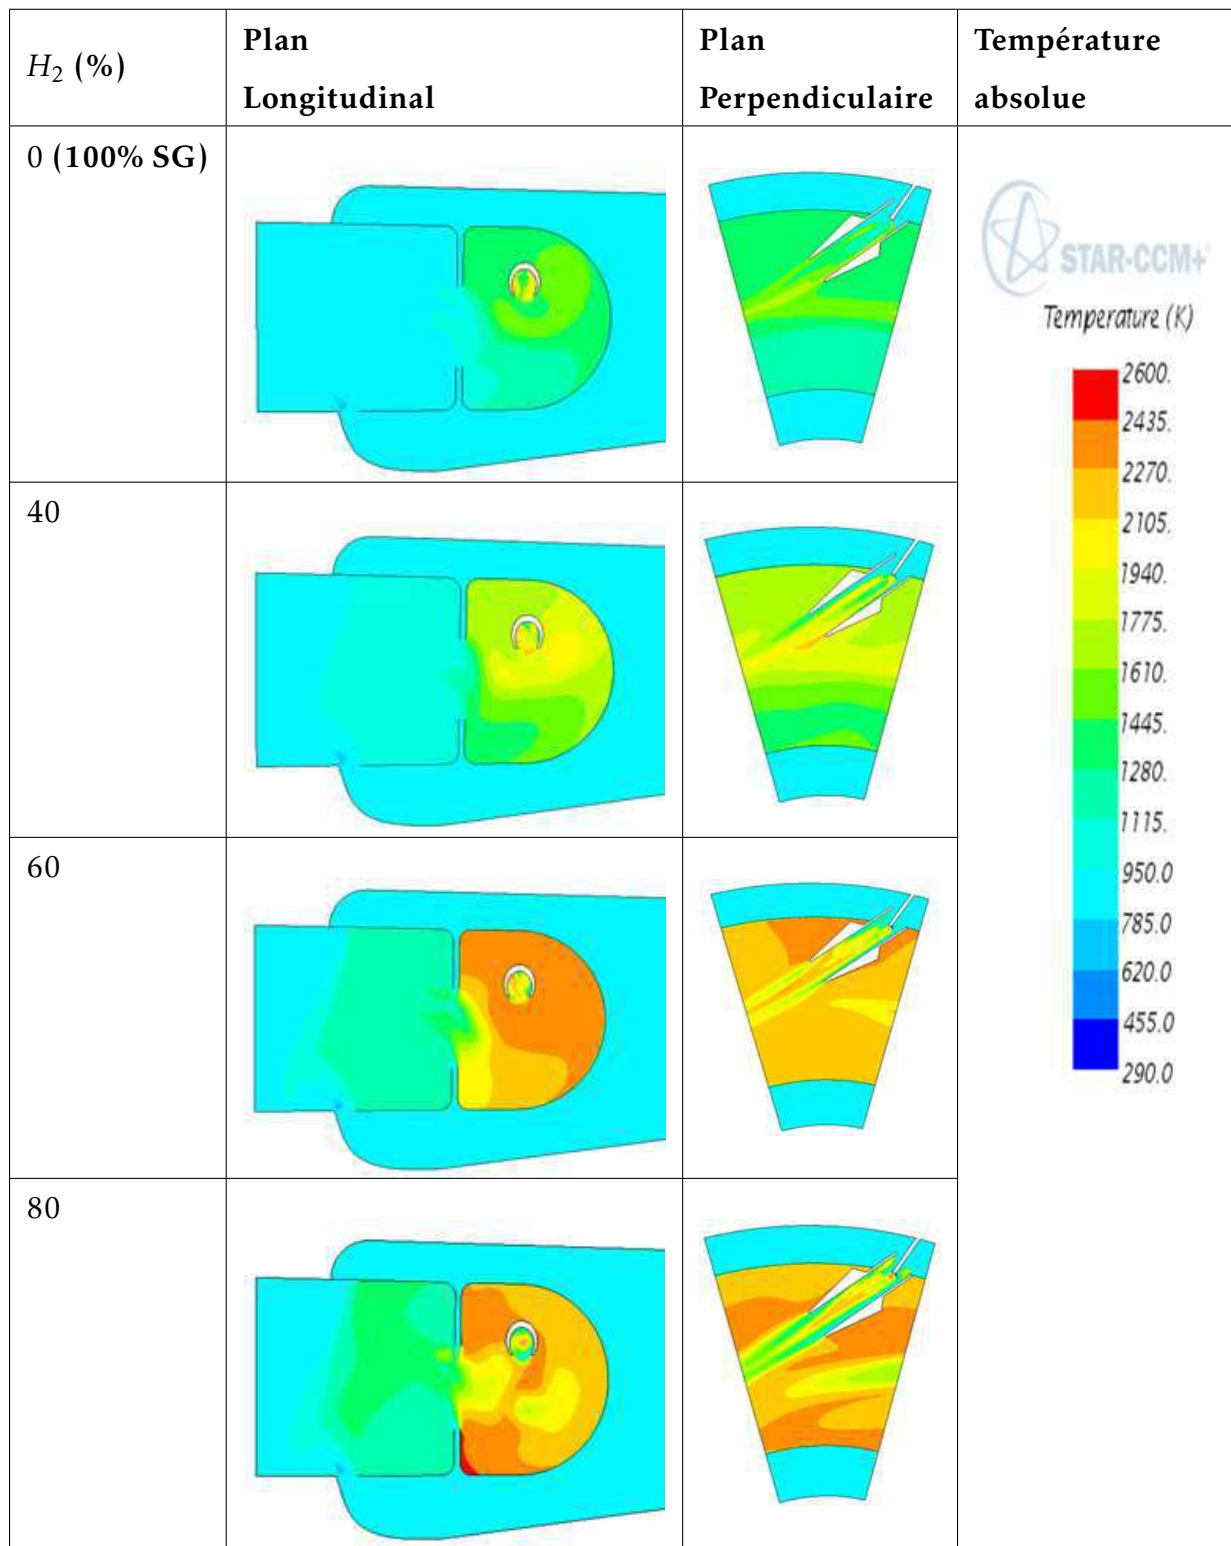 H₂ (%)
Plan
Longitudinal
Plan
Perpendiculaire
Température
absolue
0 (100% SG)
STAR-CCM+
Temperature (K)
2600.
2435.
2270.
2105.
1940.
1775.
1610.
1445.
1280.
1115.
950.0
785.0
620.0
455.0
290.0
40
60
80